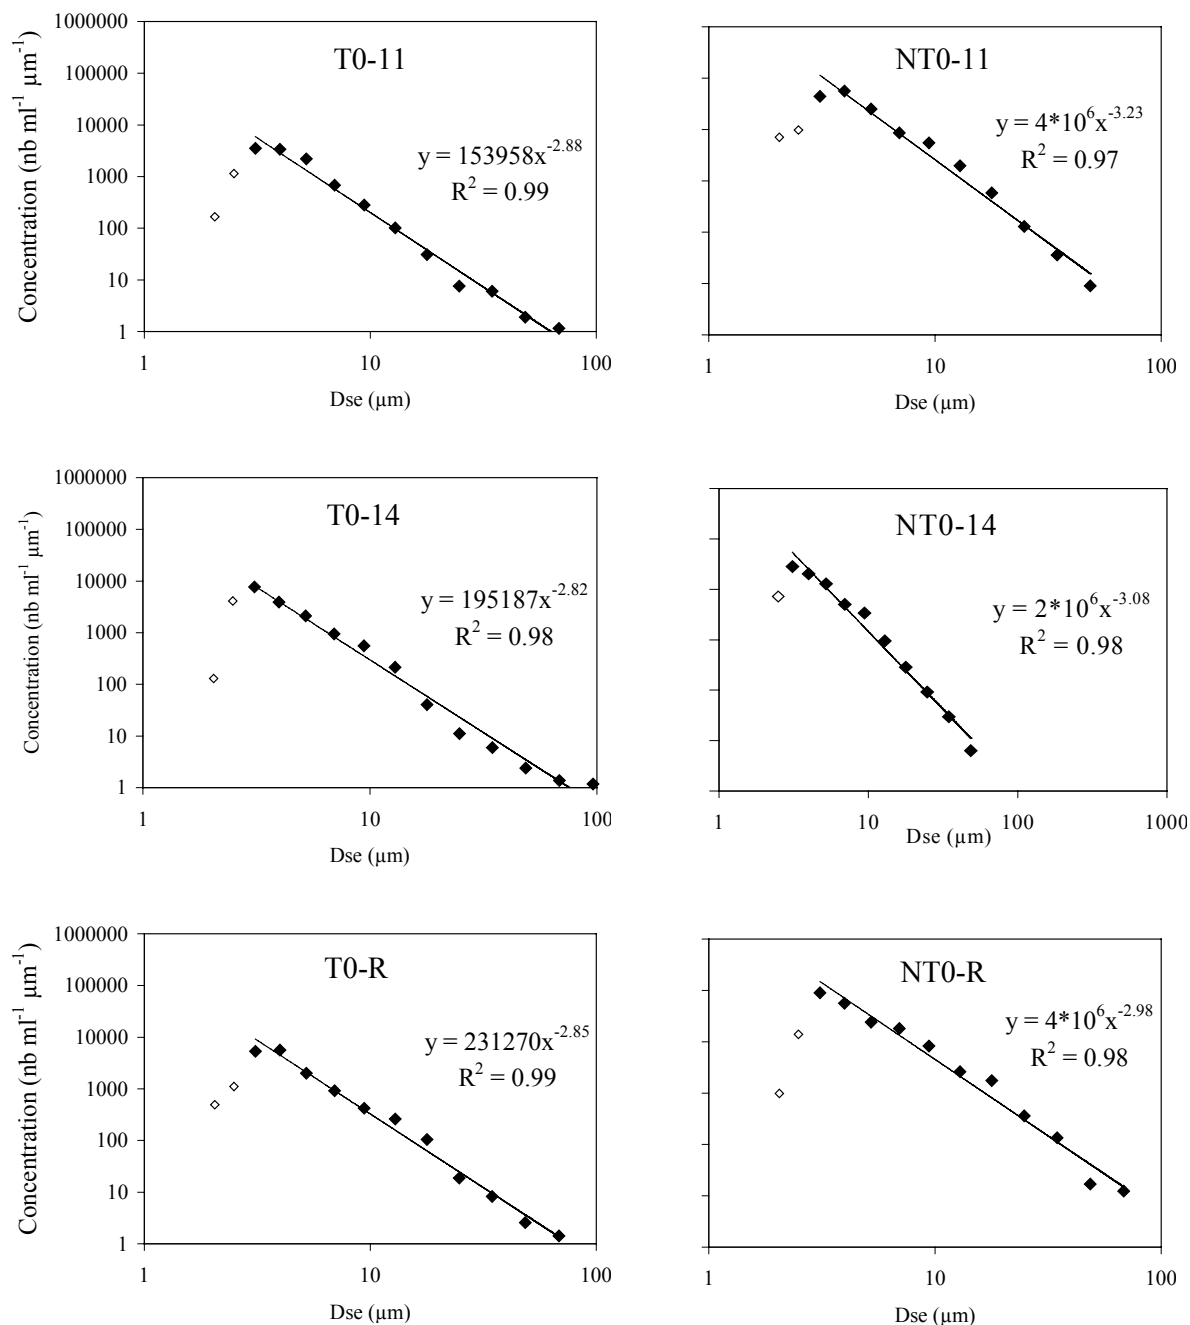 T0-11
y = 153958x^-2.88
R^2 = 0.99
Concentration (nb ml^-1 µm^-1)
1000000
100000
10000
1000
100
10
1
1 10 100
Dse (µm)
NT0-11
y = 4*10^6x^-3.23
R^2 = 0.97
1 10 100
Dse (µm)
T0-14
y = 195187x^-2.82
R^2 = 0.98
Concentration (nb ml^-1 µm^-1)
1000000
100000
10000
1000
100
10
1
1 10 100
Dse (µm)
NT0-14
y = 2*10^6x^-3.08
R^2 = 0.98
1 10 100 1000
Dse (µm)
T0-R
y = 231270x^-2.85
R^2 = 0.99
Concentration (nb ml^-1 µm^-1)
1000000
100000
10000
1000
100
10
1
1 10 100
Dse (µm)
NT0-R
y = 4*10^6x^-2.98
R^2 = 0.98
1 10 100
Dse (µm)